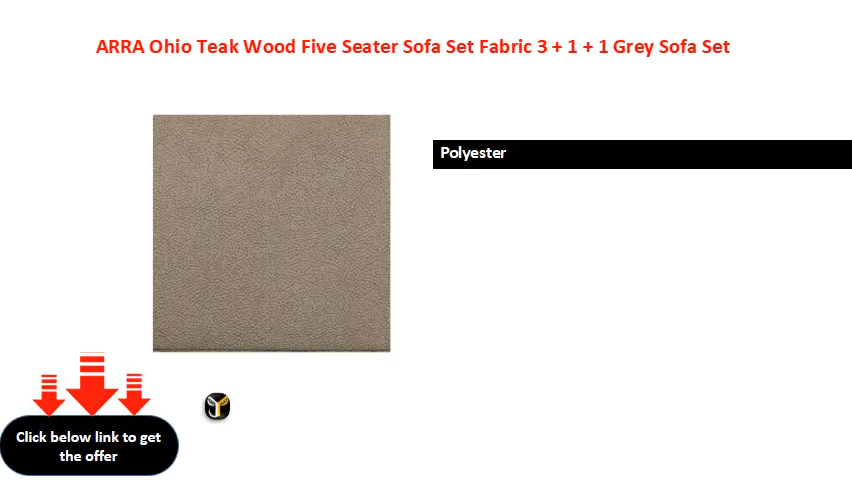 ARRA Ohio Teak Wood Five Seater Sofa Set Fabric 3 + 1 + 1 Grey Sofa Set
Polyester
Click below link to get
the offer